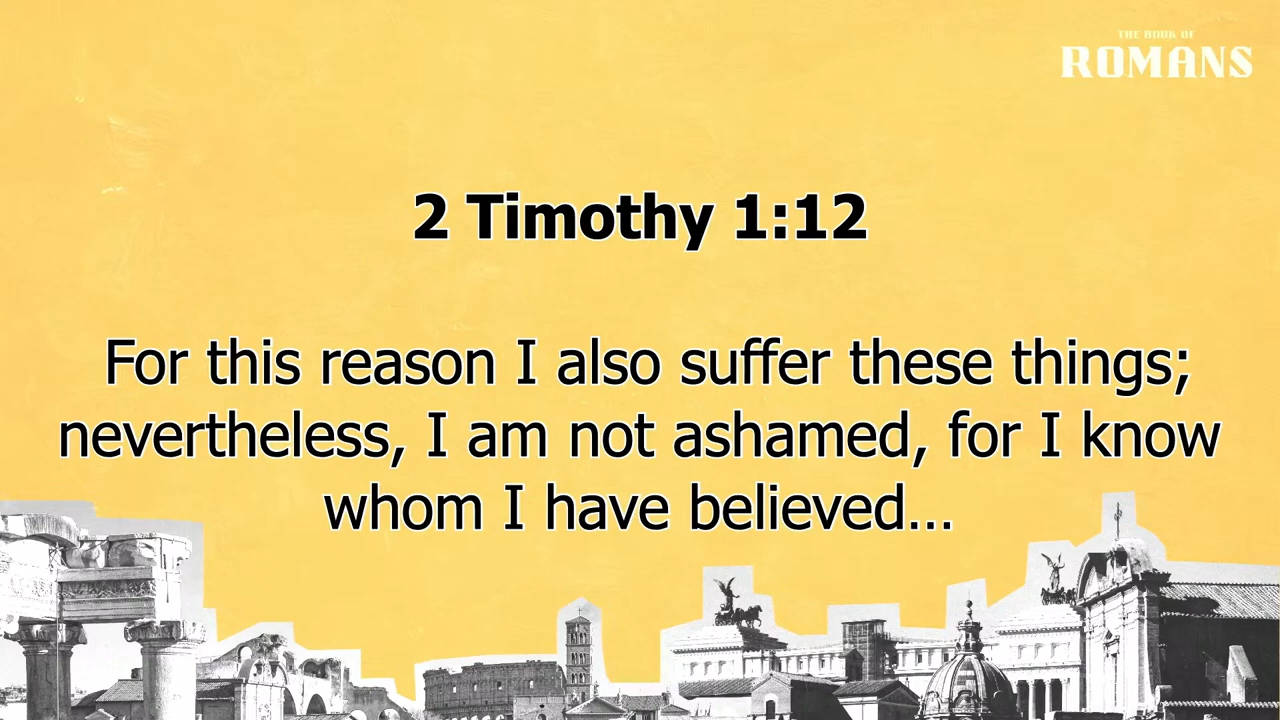 THE BOOK OF
ROMANS
2 Timothy 1:12
For this reason I also suffer these things;
nevertheless, I am not ashamed, for I know
whom I have believed...